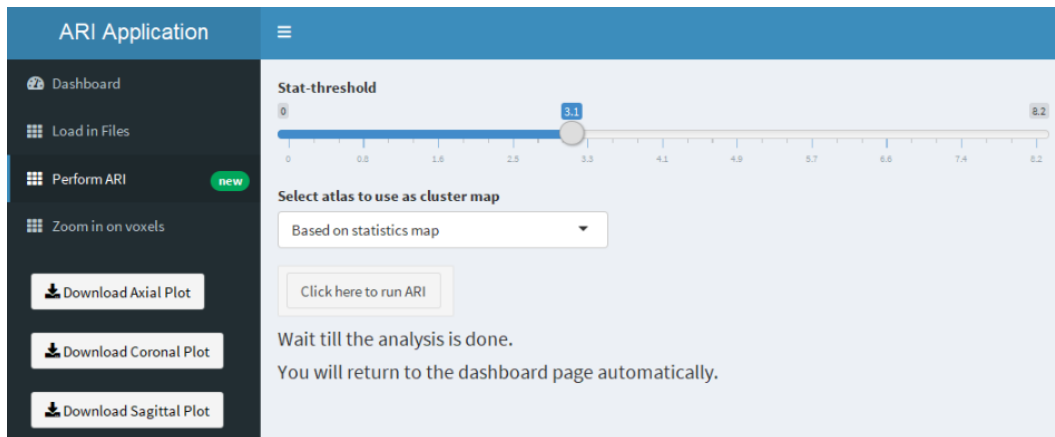 ARI Application
Dashboard
Load in Files
Perform ARI new
Zoom in on voxels
Download Axial Plot
Download Coronal Plot
Download Sagittal Plot
Stat-threshold
0 3.1 8.2
0 0.8 1.6 2.5 3.3 4.1 4.9 5.7 6.6 7.4 8.2
Select atlas to use as cluster map
Based on statistics map
Click here to run ARI
Wait till the analysis is done.
You will return to the dashboard page automatically.